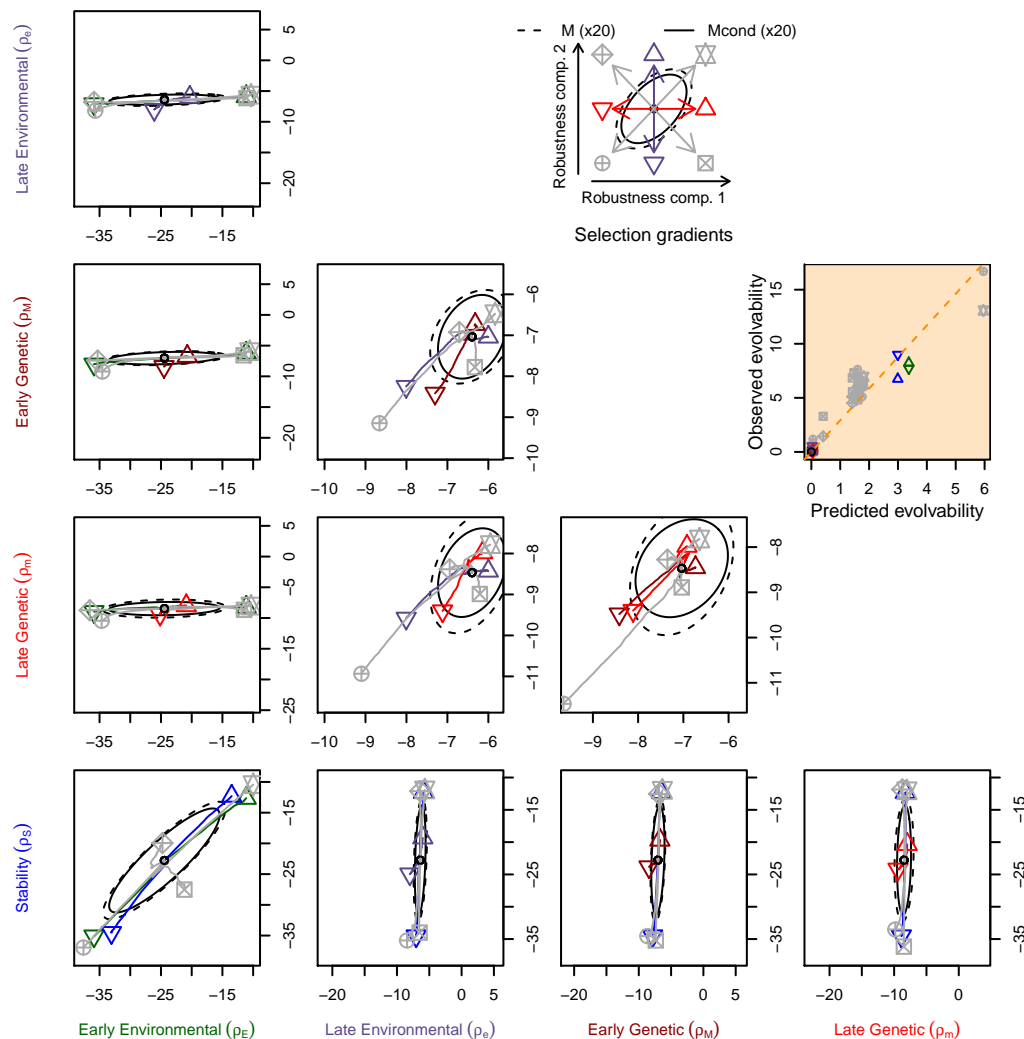 M (x20) Mcond (x20)
Robustness comp. 2
Robustness comp. 1
Selection gradients
Late Environmental (ρe)
0
5
−5
−10
−20
−35 −25 −15
Early Genetic (ρM)
5
0
−10
−20
−35 −25 −15
−6
−7
−8
−9
−10
−10 −9 −8 −7 −6
Observed evolvability
15
10
5
0
0 1 2 3 4 5 6
Predicted evolvability
Late Genetic (ρm)
5
0
−5
−15
−25
−35 −25 −15
−8
−9
−10
−11
−10 −9 −8 −7 −6
−8
−9
−10
−11
−9 −8 −7 −6
Stability (ρS)
−15
−25
−35
−35 −25 −15
−15
−25
−35
−20 −15 −10 −5 0
−15
−25
−35
−20 −10 −5 0 5
−15
−25
−35
−20 −10 0
Early Environmental (ρE)
Late Environmental (ρe)
Early Genetic (ρM)
Late Genetic (ρm)